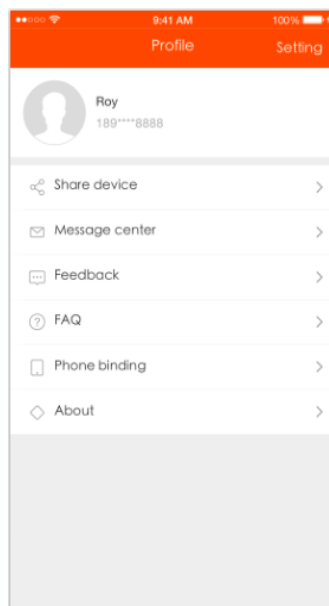 9:41 AM 100%
Profile Setting
Roy
189****8888
Share device
Message center
Feedback
FAQ
Phone binding
About